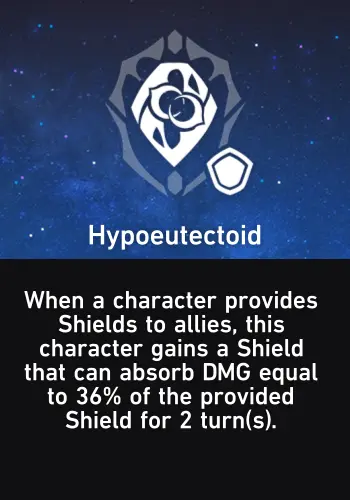 Hypoeutectoid
When a character provides
Shields to allies, this
character gains a Shield
that can absorb DMG equal
to 36% of the provided
Shield for 2 turn(s).